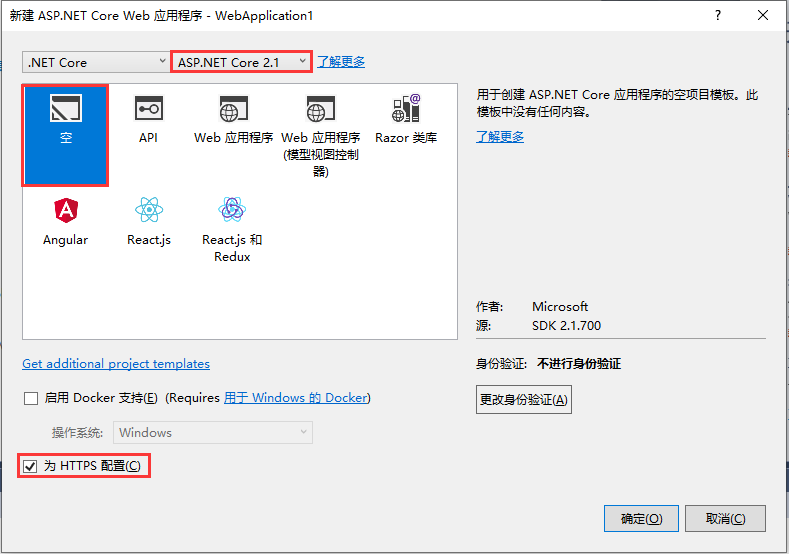 新建 ASP.NET Core Web 应用程序 - WebApplication1
?
.NET Core
ASP.NET Core 2.1
了解更多
空
API
Web 应用程序
Web 应用程序
(模型视图控制
器)
Razor 类库
Angular
React.js
React.js 和
Redux
用于创建 ASP.NET Core 应用程序的空项目模板。此
模板中没有任何内容。
了解更多
作者: Microsoft
源: SDK 2.1.700
Get additional project templates
身份验证: 不进行身份验证
启用 Docker 支持(E) (Requires 用于 Windows 的 Docker)
更改身份验证(A)
操作系统: Windows
为 HTTPS 配置(C)
确定(O)
取消(C)